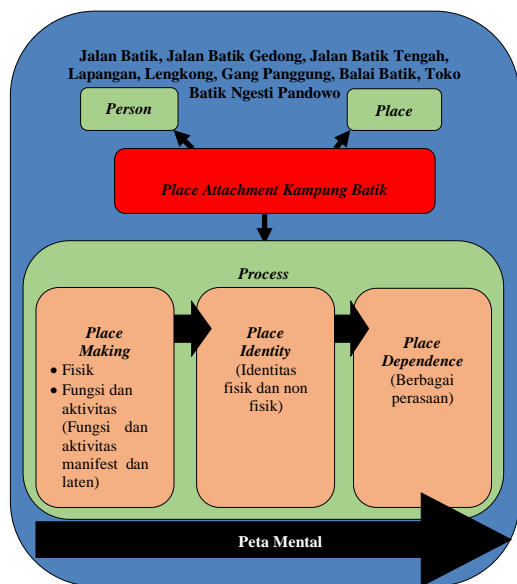 Jalan Batik, Jalan Batik Gedong, Jalan Batik Tengah,
Lapangan, Lengkong, Gang Panggung, Balai Batik, Toko
Batik Ngesti Pandowo
Person
Place
Place Attachment Kampung Batik
Process
Place
Making
• Fisik
• Fungsi dan
aktivitas
(Fungsi dan
aktivitas
manifest dan
laten)
Place
Identity
(Identitas
fisik dan non
fisik)
Place
Dependence
(Berbagai
perasaan)
Peta Mental